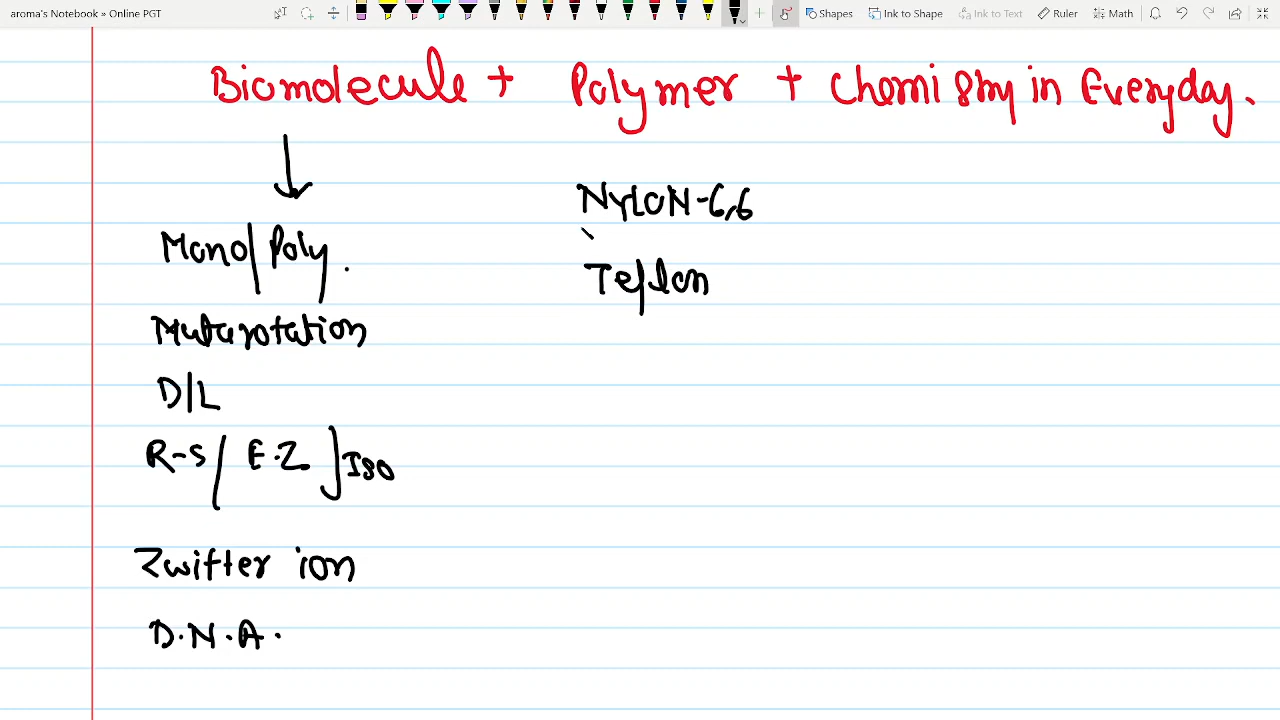 aroma's Notebook » Online PGT
Shapes
Ink to Shape
Ink to Text
Ruler
Math
Biomolecule + Polymer + Chemistry in Everyday.
Mono/Poly.
Mutarotation
D/L
R-S/ E.Z ] Iso
Zwitter ion
D.N.A.
NYLON-6,6
Teflon